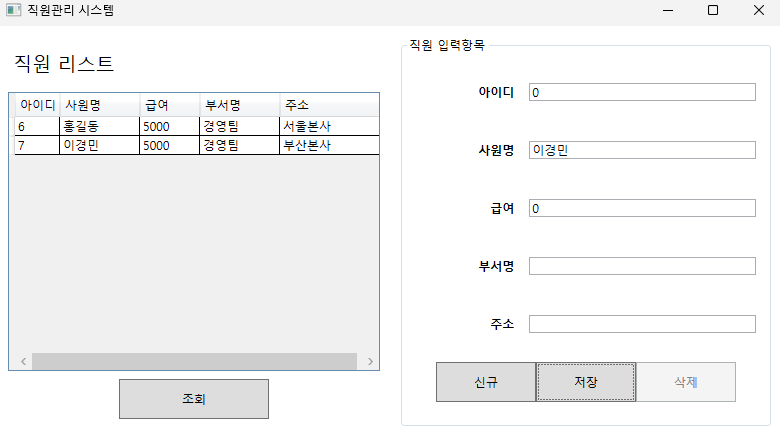 직원관리 시스템
직원 리스트
아이디 사원명 급여 부서명 주소
6 홍길동 5000 경영팀 서울본사
7 이경민 5000 경영팀 부산본사
조회
직원 입력항목
아이디 0
사원명 이경민
급여 0
부서명
주소
신규 저장 삭제